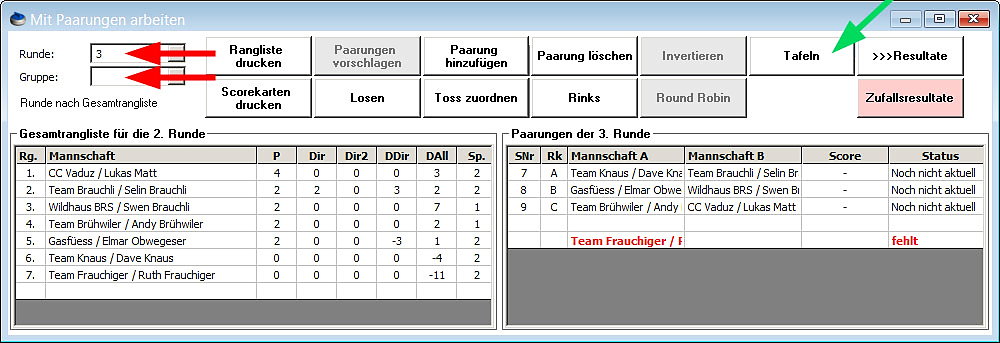 Mit Paarungen arbeiten
Runde: 3
Gruppe:
Runde nach Gesamtrangliste
Rangliste drucken
Paarungen vorschlagen
Paarung hinzufügen
Paarung löschen
Invertieren
Tafeln
>>>Resultate
Scorekarten drucken
Losen
Toss zuordnen
Rinks
Round Robin
Zufallsresultate
Gesamtrangliste für die 2. Runde
Rg. Mannschaft P Dir Dir2 DDir DAll Sp.
1. CC Vaduz / Lukas Matt 4 0 0 0 3 2
2. Team Brauchli / Selin Brauchli 2 2 0 3 2 2
3. Wildhaus BRS / Swen Brauchli 2 0 0 0 7 1
4. Team Brühwiler / Andy Brühwiler 2 0 0 0 2 1
5. Gasfüess / Elmar Obwegeser 2 0 0 -3 1 2
6. Team Knaus / Dave Knaus 0 0 0 0 -4 2
7. Team Frauchiger / Ruth Frauchiger 0 0 0 0 -11 2
Paarungen der 3. Runde
SNr Rk Mannschaft A Mannschaft B Score Status
7 A Team Knaus / Dave Kna Team Brauchli / Selin Br - Noch nicht aktuell
8 B Gasfüess / Elmar Obwe Wildhaus BRS / Swen B - Noch nicht aktuell
9 C Team Brühwiler / Andy CC Vaduz / Lukas Matt - Noch nicht aktuell
Team Frauchiger / fehlt